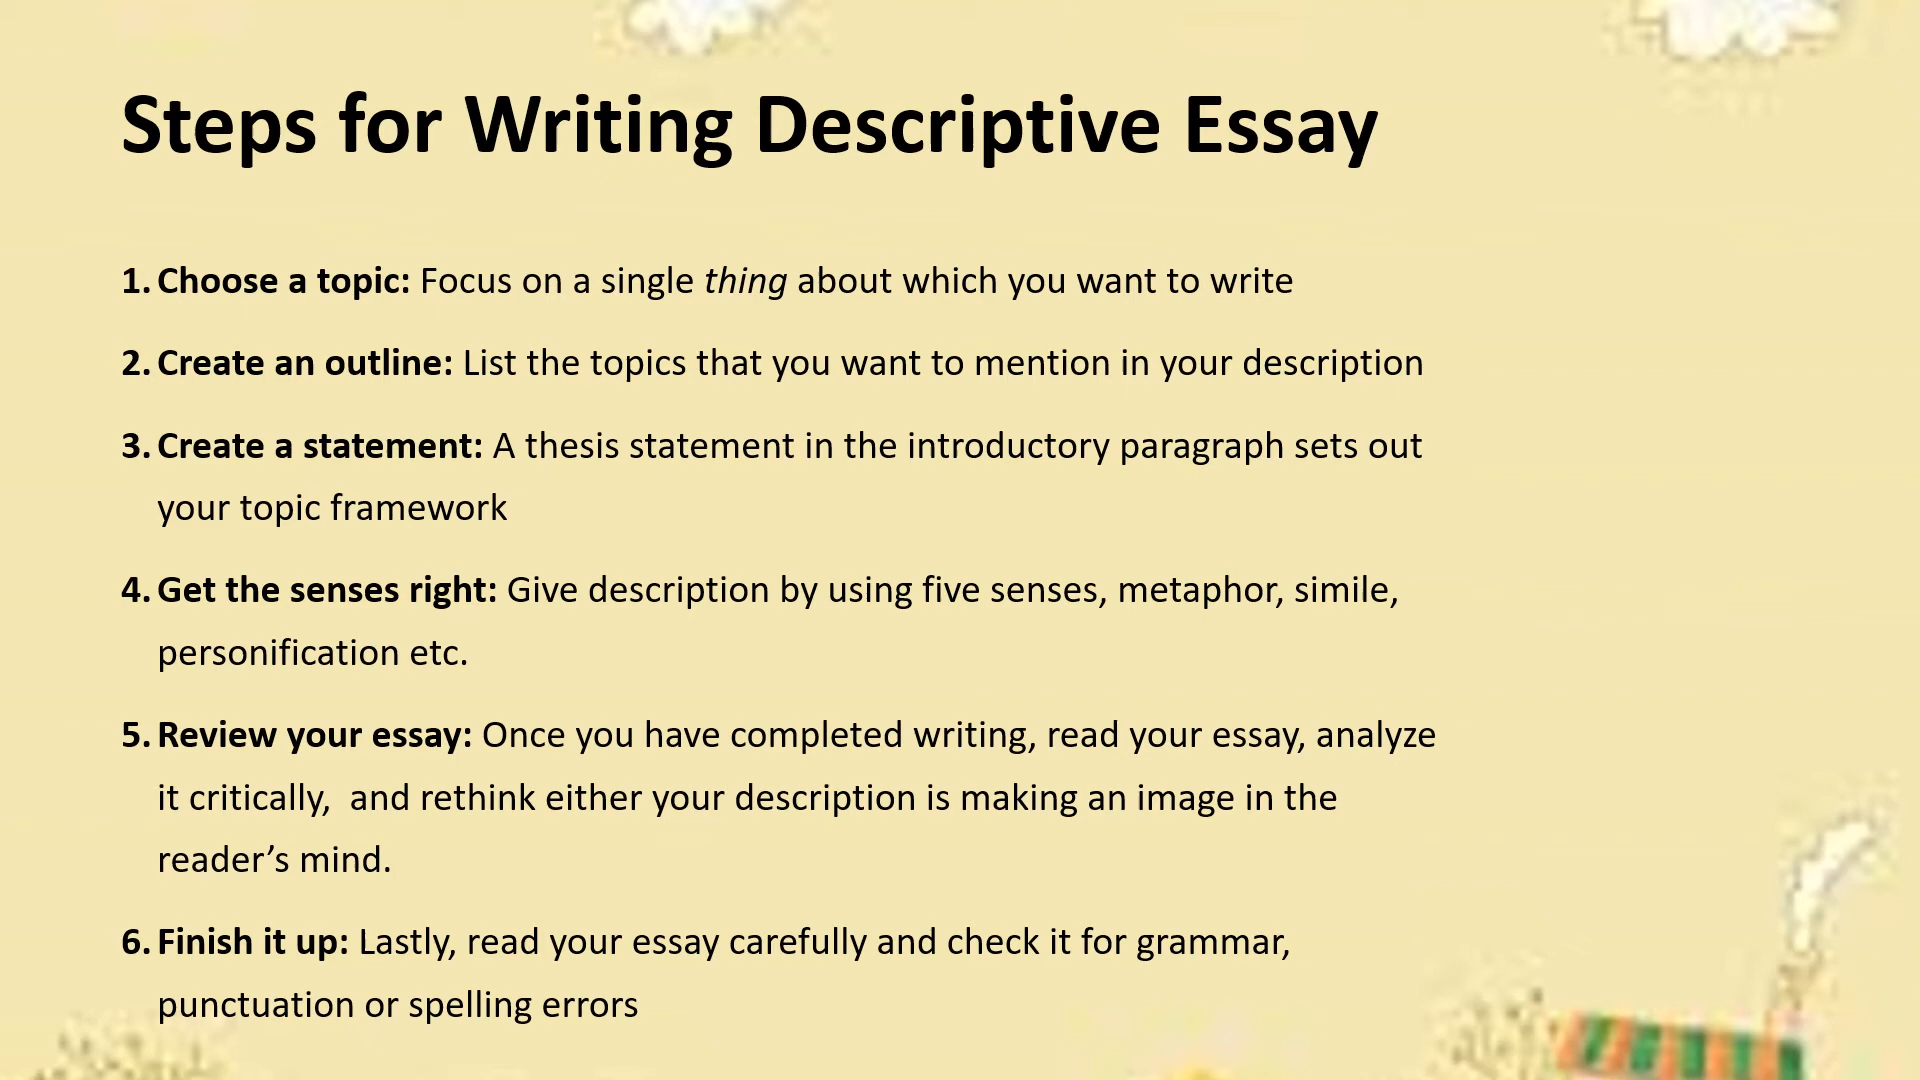 Steps for Writing Descriptive Essay
1. Choose a topic: Focus on a single thing about which you want to write
2. Create an outline: List the topics that you want to mention in your description
3. Create a statement: A thesis statement in the introductory paragraph sets out
your topic framework
4. Get the senses right: Give description by using five senses, metaphor, simile,
personification etc.
5. Review your essay: Once you have completed writing, read your essay, analyze
it critically,  and rethink either your description is making an image in the
reader’s mind.
6. Finish it up: Lastly, read your essay carefully and check it for grammar,
punctuation or spelling errors